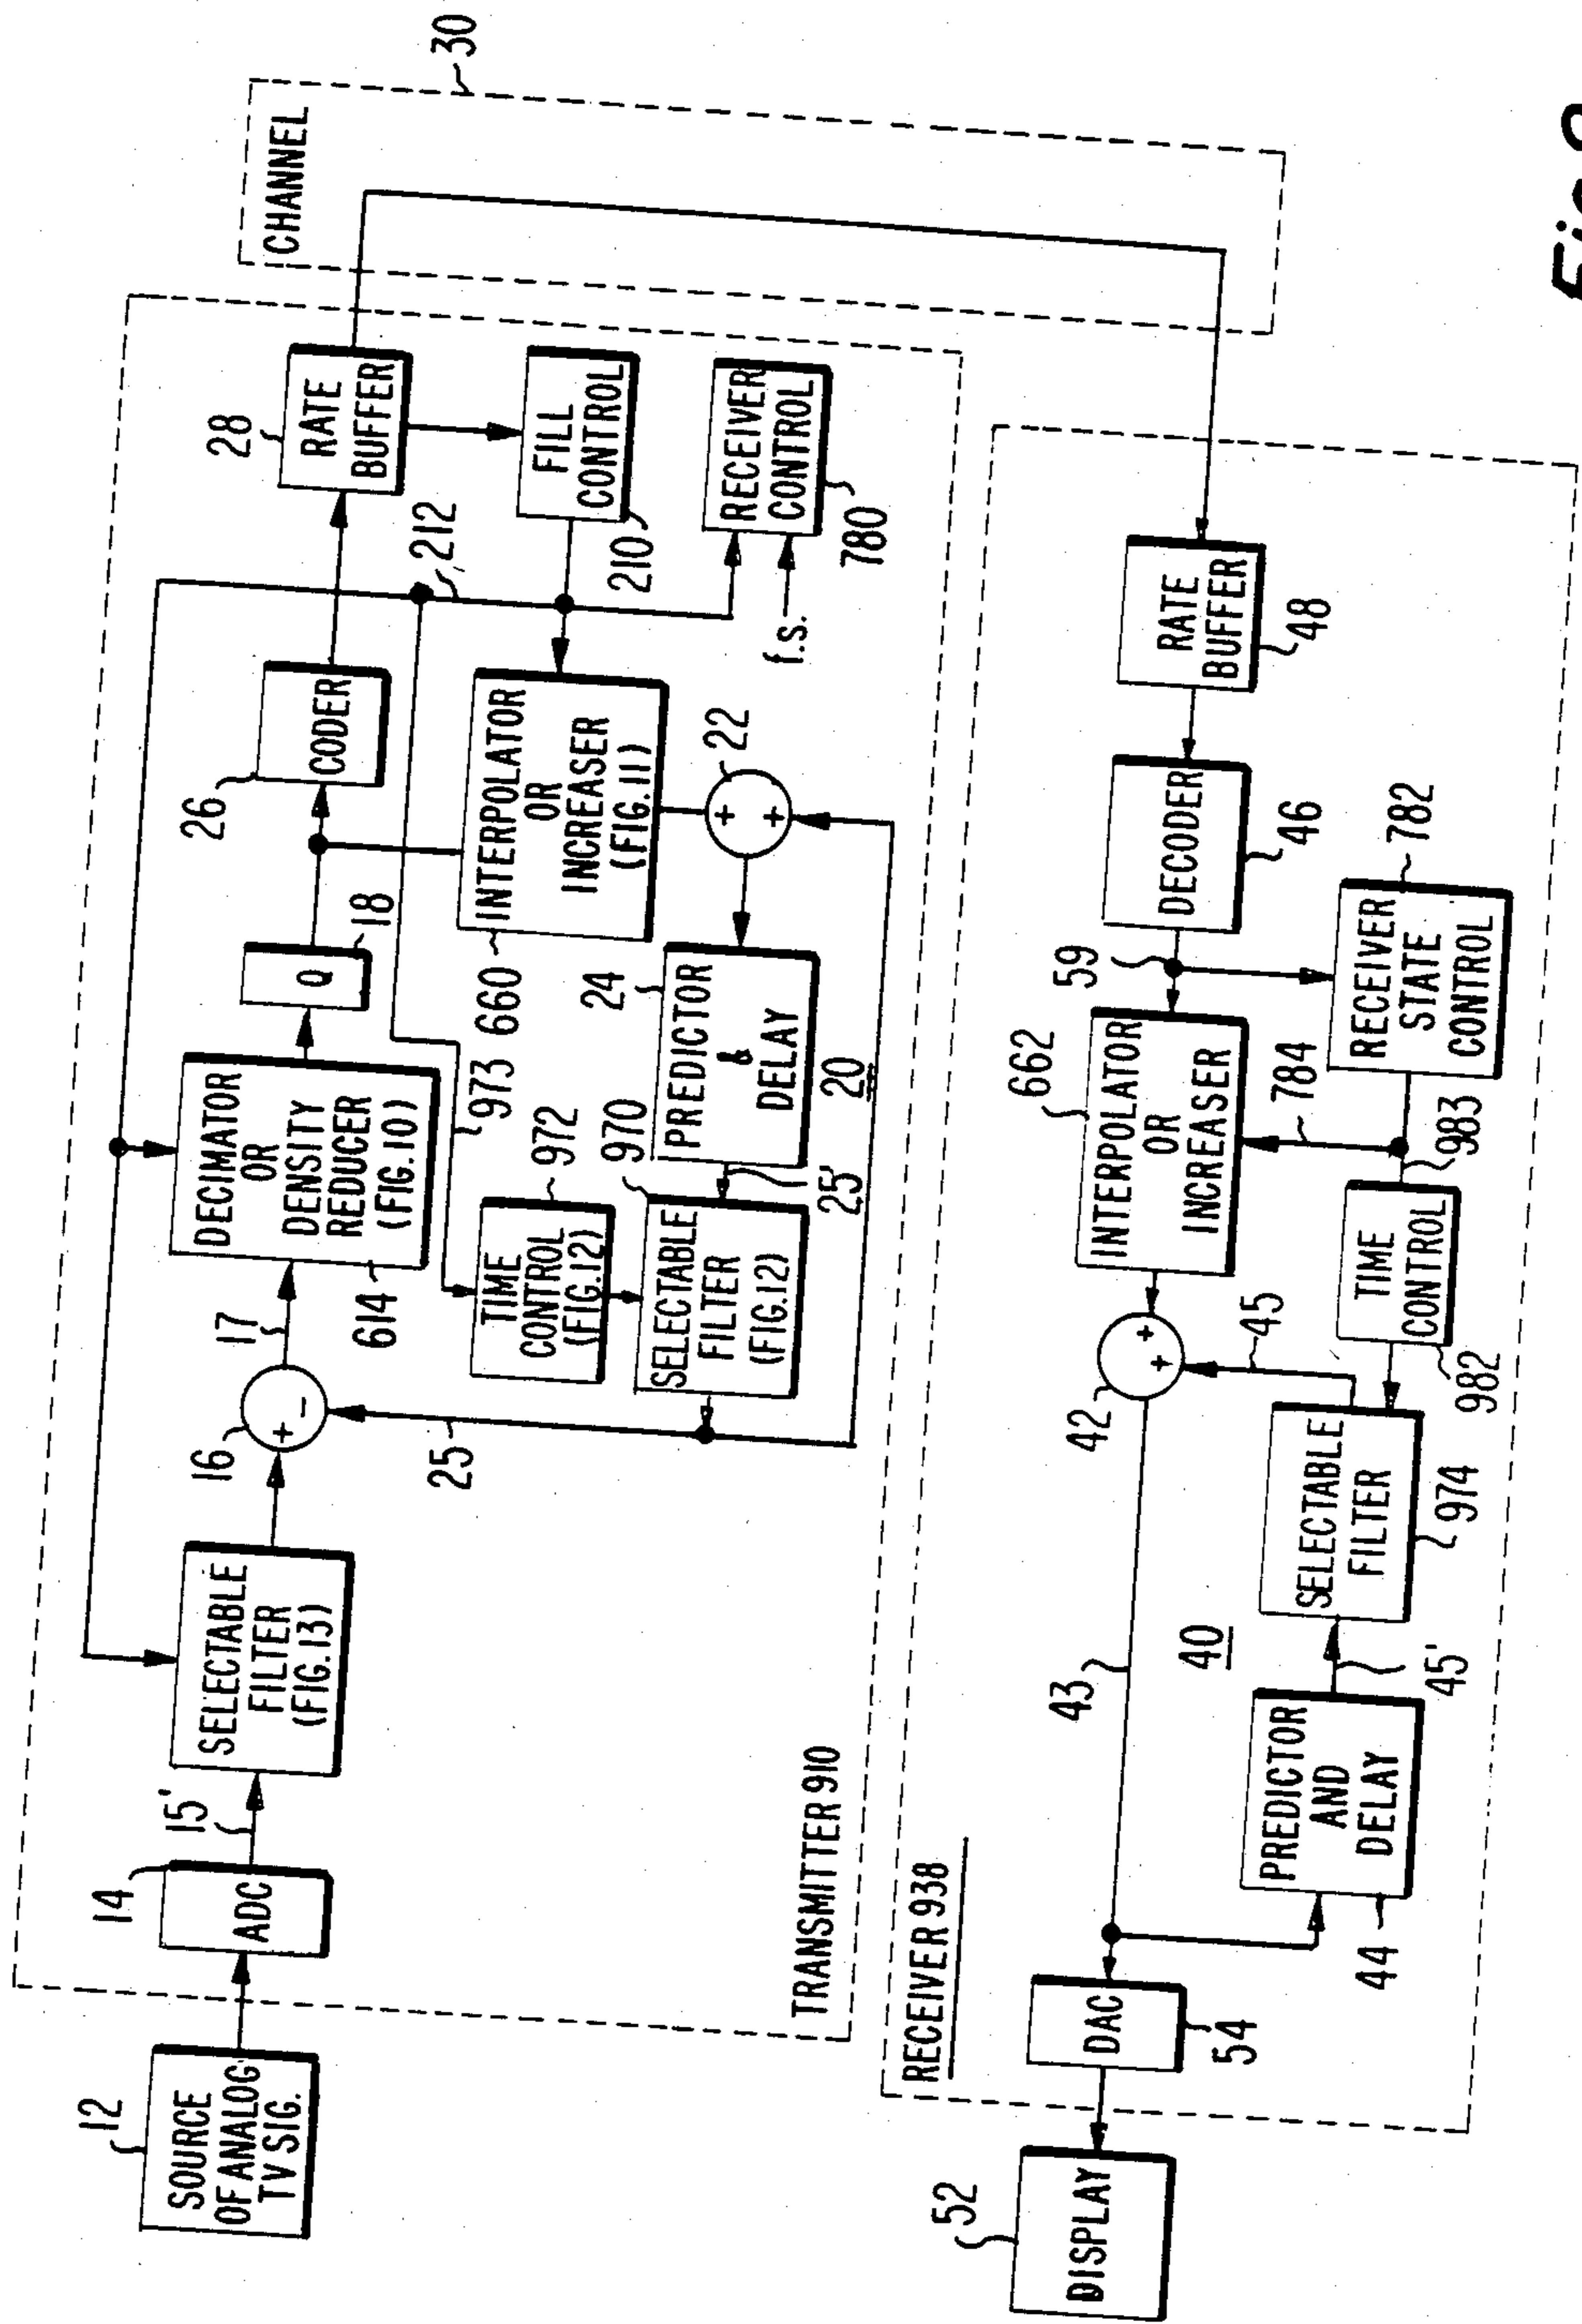 12
SOURCE
OF ANALOG
TV SIG.
14
ADC
15'
SELECTABLE
FILTER
(FIG.13)
16
+
−
17
614
DECIMATOR
OR
DENSITY
REDUCER
(FIG.10)
Q
18
26
CODER
28
RATE
BUFFER
212
FILL
CONTROL
210
RECEIVER
CONTROL
780
f.s.
CHANNEL
30
INTERPOLATOR
OR
INCREASER
(FIG.11)
660
22
+
+
24
PREDICTOR
&
DELAY
20
25'
973
972
TIME
CONTROL
(FIG.12)
970
SELECTABLE
FILTER
(FIG.12)
25
TRANSMITTER 910
RECEIVER 938
RATE
BUFFER
48
DECODER
46
59
782
RECEIVER
STATE
CONTROL
784
983
662
INTERPOLATOR
OR
INCREASER
TIME
CONTROL
982
42
+
+
45
43
40
SELECTABLE
FILTER
974
45'
PREDICTOR
AND
DELAY
44
DAC
54
52
DISPLAY